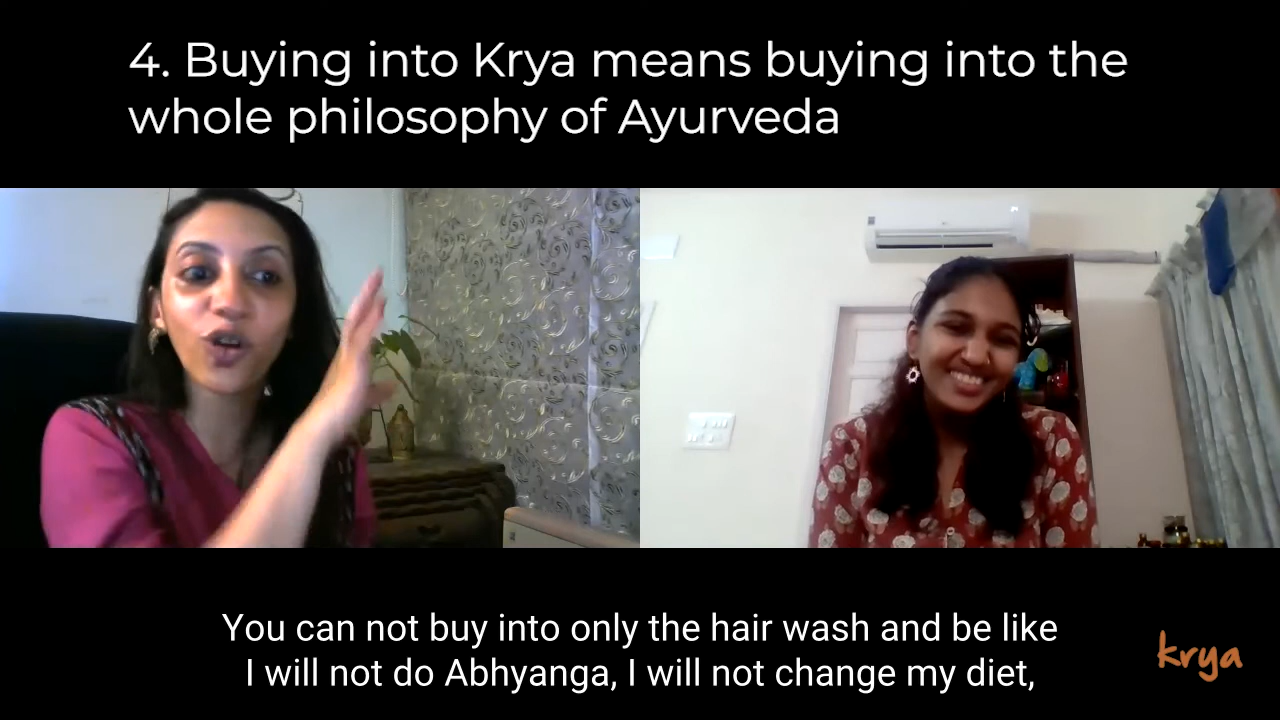 4. Buying into Krya means buying into the
whole philosophy of Ayurveda
You can not buy into only the hair wash and be like
I will not do Abhyanga, I will not change my diet,
krya